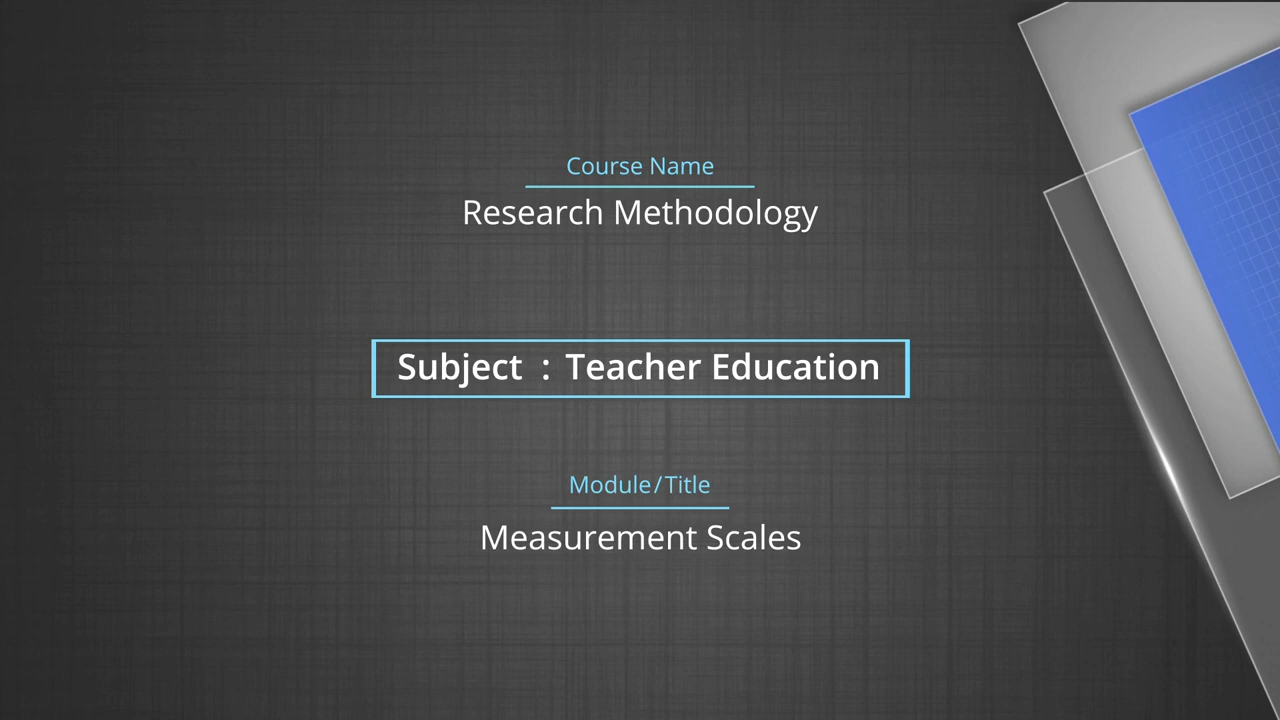 Course Name
Research Methodology
Subject : Teacher Education
Module/Title
Measurement Scales